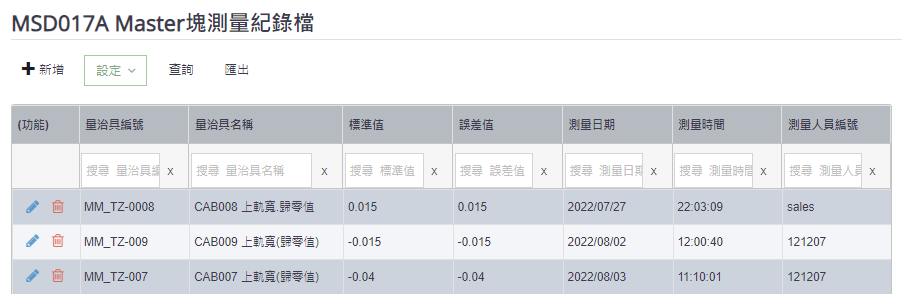 MSD017A Master塊測量紀錄檔
新增 設定 查詢 匯出
(功能) 量治具編號 量治具名稱 標準值 誤差值 測量日期 測量時間 測量人員編號
搜尋 量治具編 x 搜尋 量治具名稱 x 搜尋 標準值 x 搜尋 誤差值 x 搜尋 測量日期 x 搜尋 測量時間 x 搜尋 測量人員 x
MM_TZ-0008 CAB008 上軌寬.歸零值 0.015 0.015 2022/07/27 22:03:09 sales
MM_TZ-009 CAB009 上軌寬(歸零值) -0.015 -0.015 2022/08/02 12:00:40 121207
MM_TZ-007 CAB007 上軌寬(歸零值) -0.04 -0.04 2022/08/03 11:10:01 121207